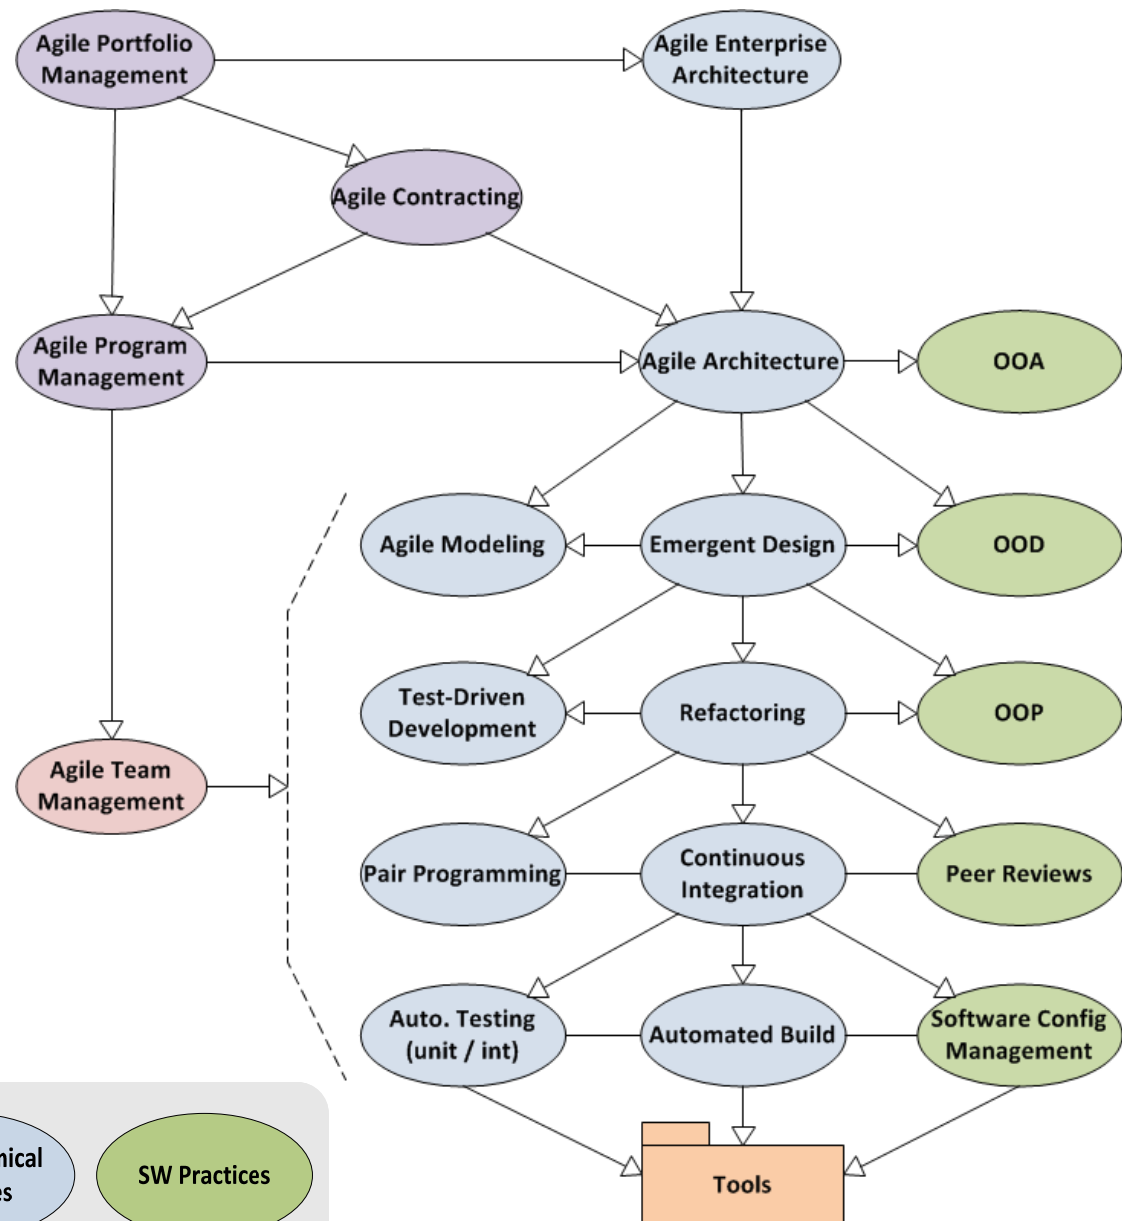 Agile Portfolio
Management
Agile Enterprise
Architecture
Agile Contracting
Agile Program
Management
Agile Architecture
OOA
Agile Modeling
Emergent Design
OOD
Test-Driven
Development
Refactoring
OOP
Agile Team
Management
Pair Programming
Continuous
Integration
Peer Reviews
Auto. Testing
(unit / int)
Automated Build
Software Config
Management
SW Practices
Tools